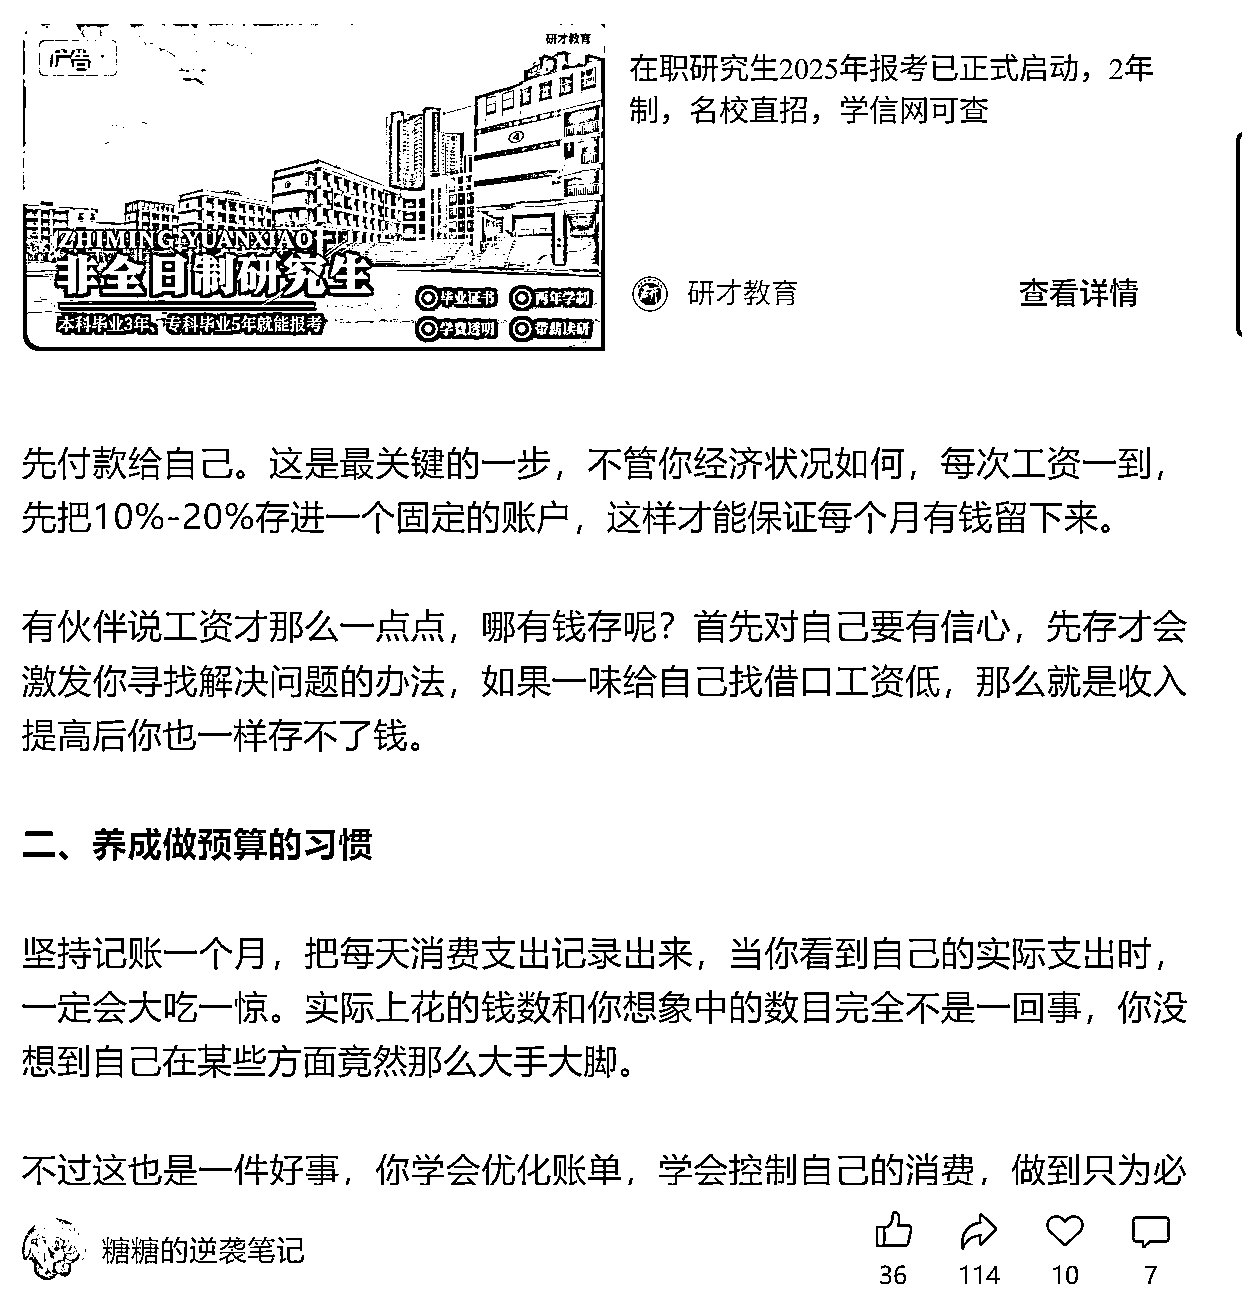 广告
研才教育
ZHIMING YUANXIAO
非全日制研究生
本科毕业3年、专科毕业5年就能报考
毕业证书 两年学制
学费透明 带薪读研
在职研究生2025年报考已正式启动，2年
制，名校直招，学信网可查
研才教育 查看详情
先付款给自己。这是最关键的一步，不管你经济状况如何，每次工资一到，
先把10%-20%存进一个固定的账户，这样才能保证每个月有钱留下来。
有伙伴说工资才那么一点点，哪有钱存呢？首先对自己要有信心，先存才会
激发你寻找解决问题的办法，如果一味给自己找借口工资低，那么就是收入
提高后你也一样存不了钱。
二、养成做预算的习惯
坚持记账一个月，把每天消费支出记录出来，当你看到自己的实际支出时，
一定会大吃一惊。实际上花的钱数和你想象中的数目完全不是一回事，你没
想到自己在某些方面竟然那么大手大脚。
不过这也是一件好事，你学会优化账单，学会控制自己的消费，做到只为必
糖糖的逆袭笔记
36 114 10 7